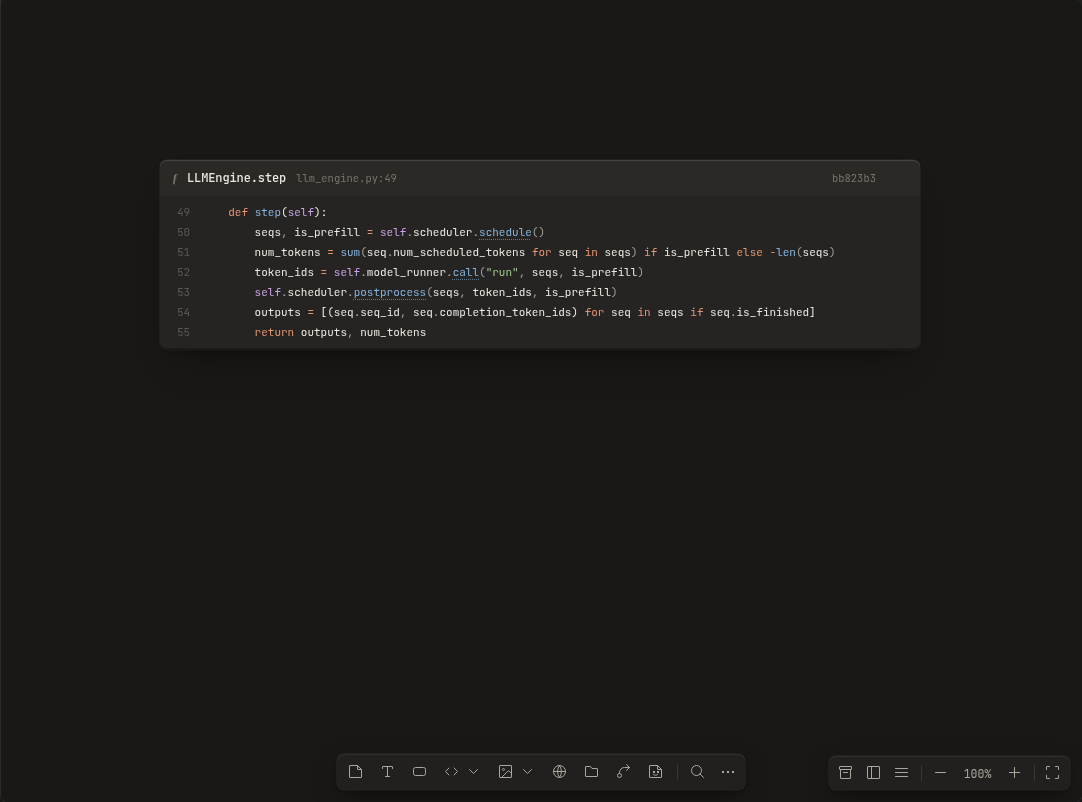 ƒ LLMEngine.step llm_engine.py:49 bb823b3
49 def step(self):
50 seqs, is_prefill = self.scheduler.schedule()
51 num_tokens = sum(seq.num_scheduled_tokens for seq in seqs) if is_prefill else -len(seqs)
52 token_ids = self.model_runner.call("run", seqs, is_prefill)
53 self.scheduler.postprocess(seqs, token_ids, is_prefill)
54 outputs = [(seq.seq_id, seq.completion_token_ids) for seq in seqs if seq.is_finished]
55 return outputs, num_tokens
100%